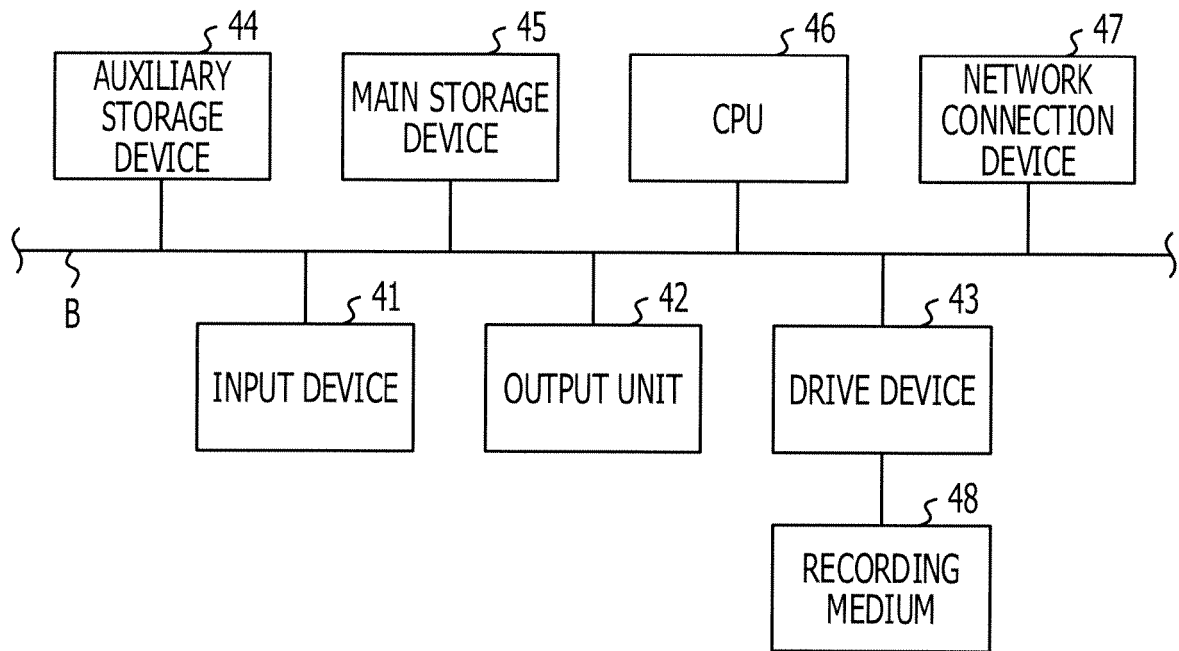 44
45
46
47
AUXILIARY
STORAGE
DEVICE
MAIN STORAGE
DEVICE
CPU
NETWORK
CONNECTION
DEVICE
B
41
42
43
INPUT DEVICE
OUTPUT UNIT
DRIVE DEVICE
48
RECORDING
MEDIUM